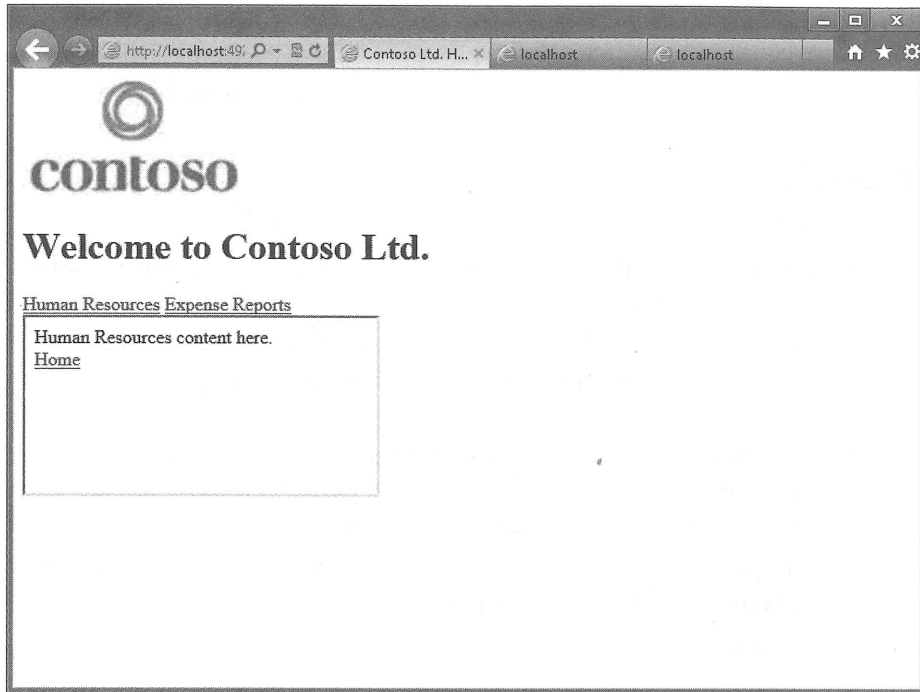 http://localhost:49; Contoso Ltd. H... localhost localhost
contoso
Welcome to Contoso Ltd.
Human Resources Expense Reports
Human Resources content here.
Home